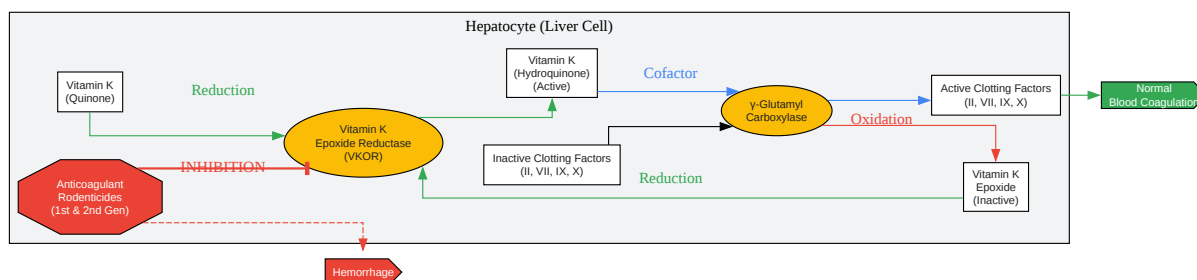 Hepatocyte (Liver Cell)
Vitamin K
(Quinone)
Reduction
Vitamin K
Epoxide Reductase
(VKOR)
Vitamin K
(Hydroquinone)
(Active)
Cofactor
γ-Glutamyl
Carboxylase
Active Clotting Factors
(II, VII, IX, X)
Normal
Blood Coagulation
Oxidation
Inactive Clotting Factors
(II, VII, IX, X)
Reduction
Vitamin K
Epoxide
(Inactive)
INHIBITION
Anticoagulant
Rodenticides
(1st & 2nd Gen)
Hemorrhage